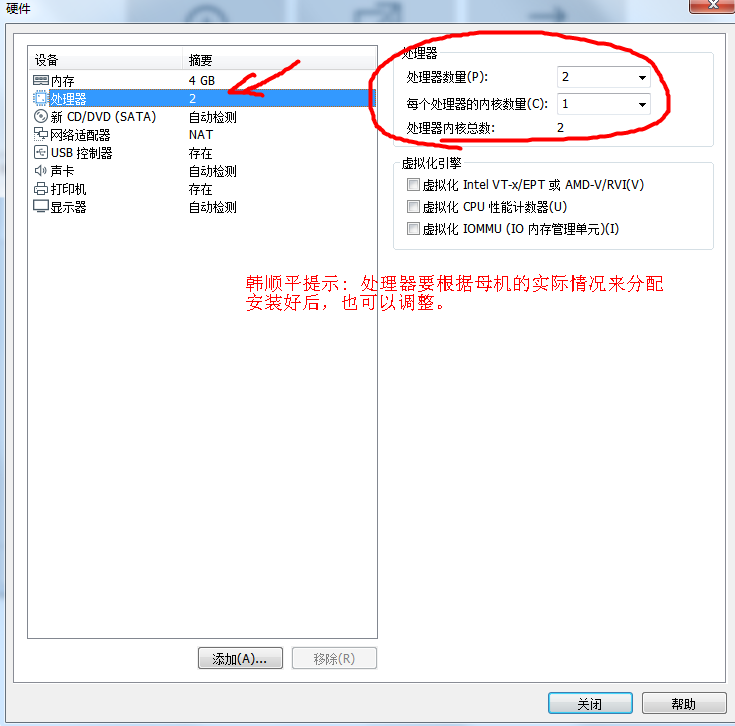 硬件
设备 摘要
内存 4 GB
处理器 2
新 CD/DVD (SATA) 自动检测
网络适配器 NAT
USB 控制器 存在
声卡 自动检测
打印机 存在
显示器 自动检测
处理器
处理器数量(P): 2
每个处理器的内核数量(C): 1
处理器内核总数: 2
虚拟化引擎
虚拟化 Intel VT-x/EPT 或 AMD-V/RVI(V)
虚拟化 CPU 性能计数器(U)
虚拟化 IOMMU (IO 内存管理单元)(I)
韩顺平提示：处理器要根据母机的实际情况来分配
安装好后，也可以调整。
添加(A)... 移除(R)
关闭 帮助